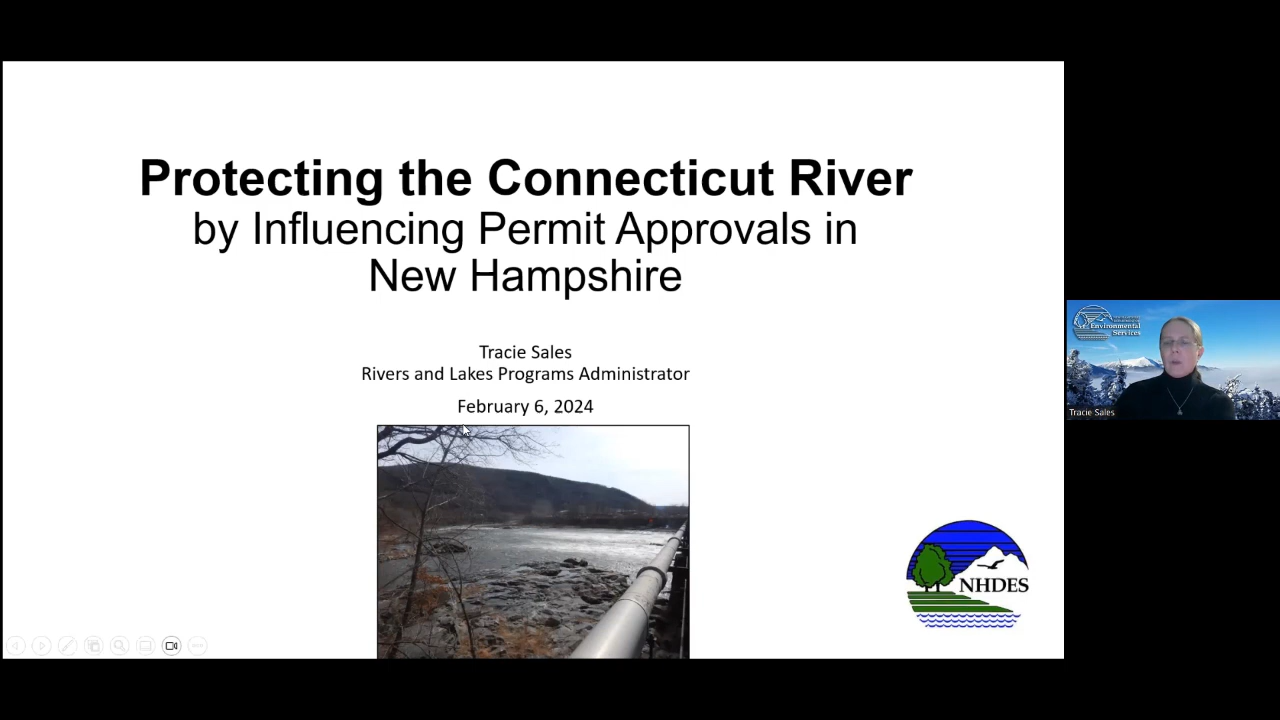 Protecting the Connecticut River
by Influencing Permit Approvals in
New Hampshire
Tracie Sales
Rivers and Lakes Programs Administrator
February 6, 2024
NHDES
Environmental
Services
Tracie Sales